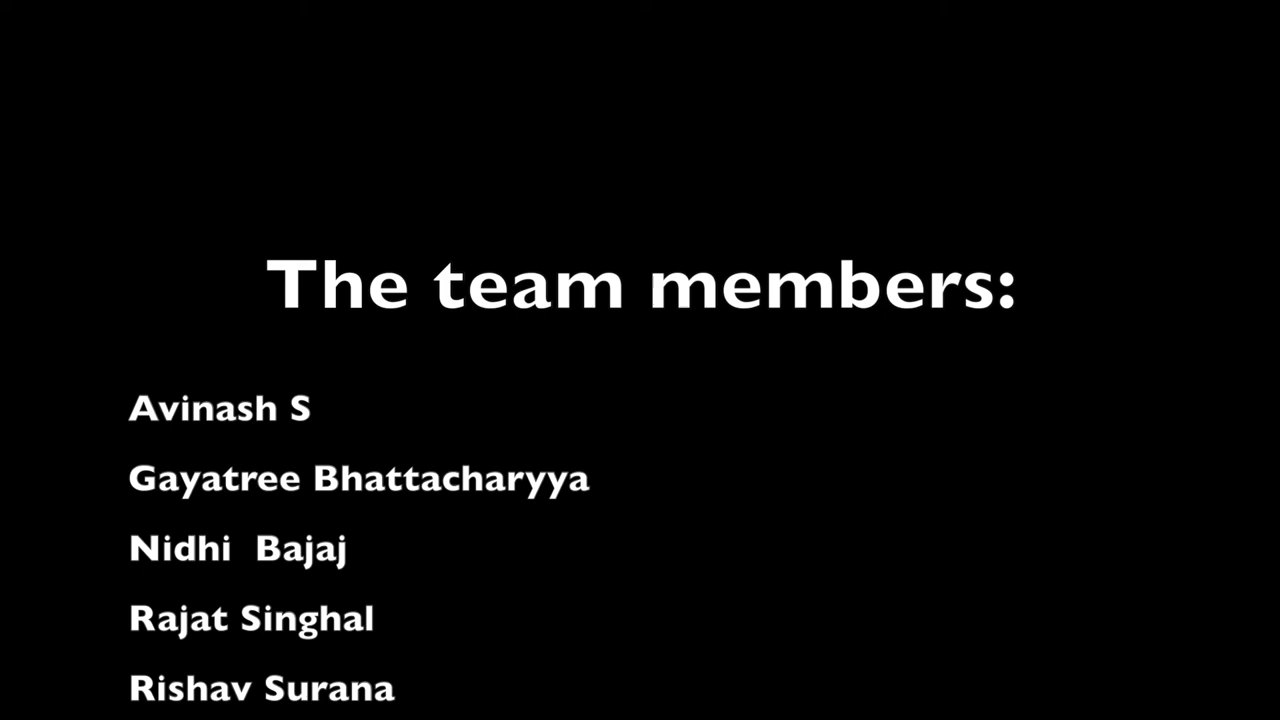 The team members:
Avinash S
Gayatree Bhattacharyya
Nidhi  Bajaj
Rajat Singhal
Rishav Surana